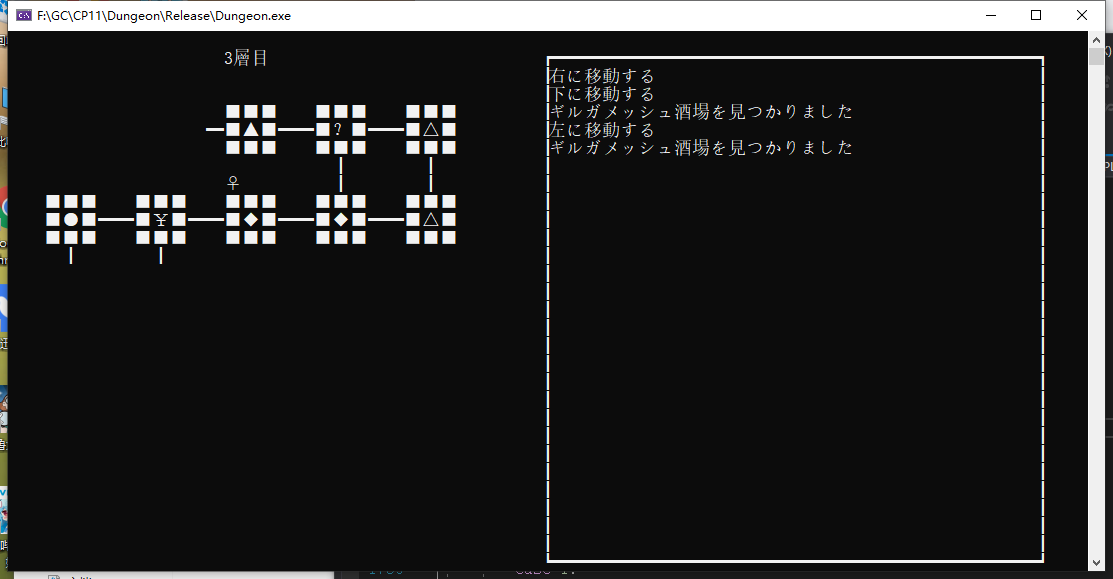 F:\GC\CP11\Dungeon\Release\Dungeon.exe
3層目
右に移動する
下に移動する
ギルガメッシュ酒場を見つかりました
左に移動する
ギルガメッシュ酒場を見つかりました
?
♀
¥